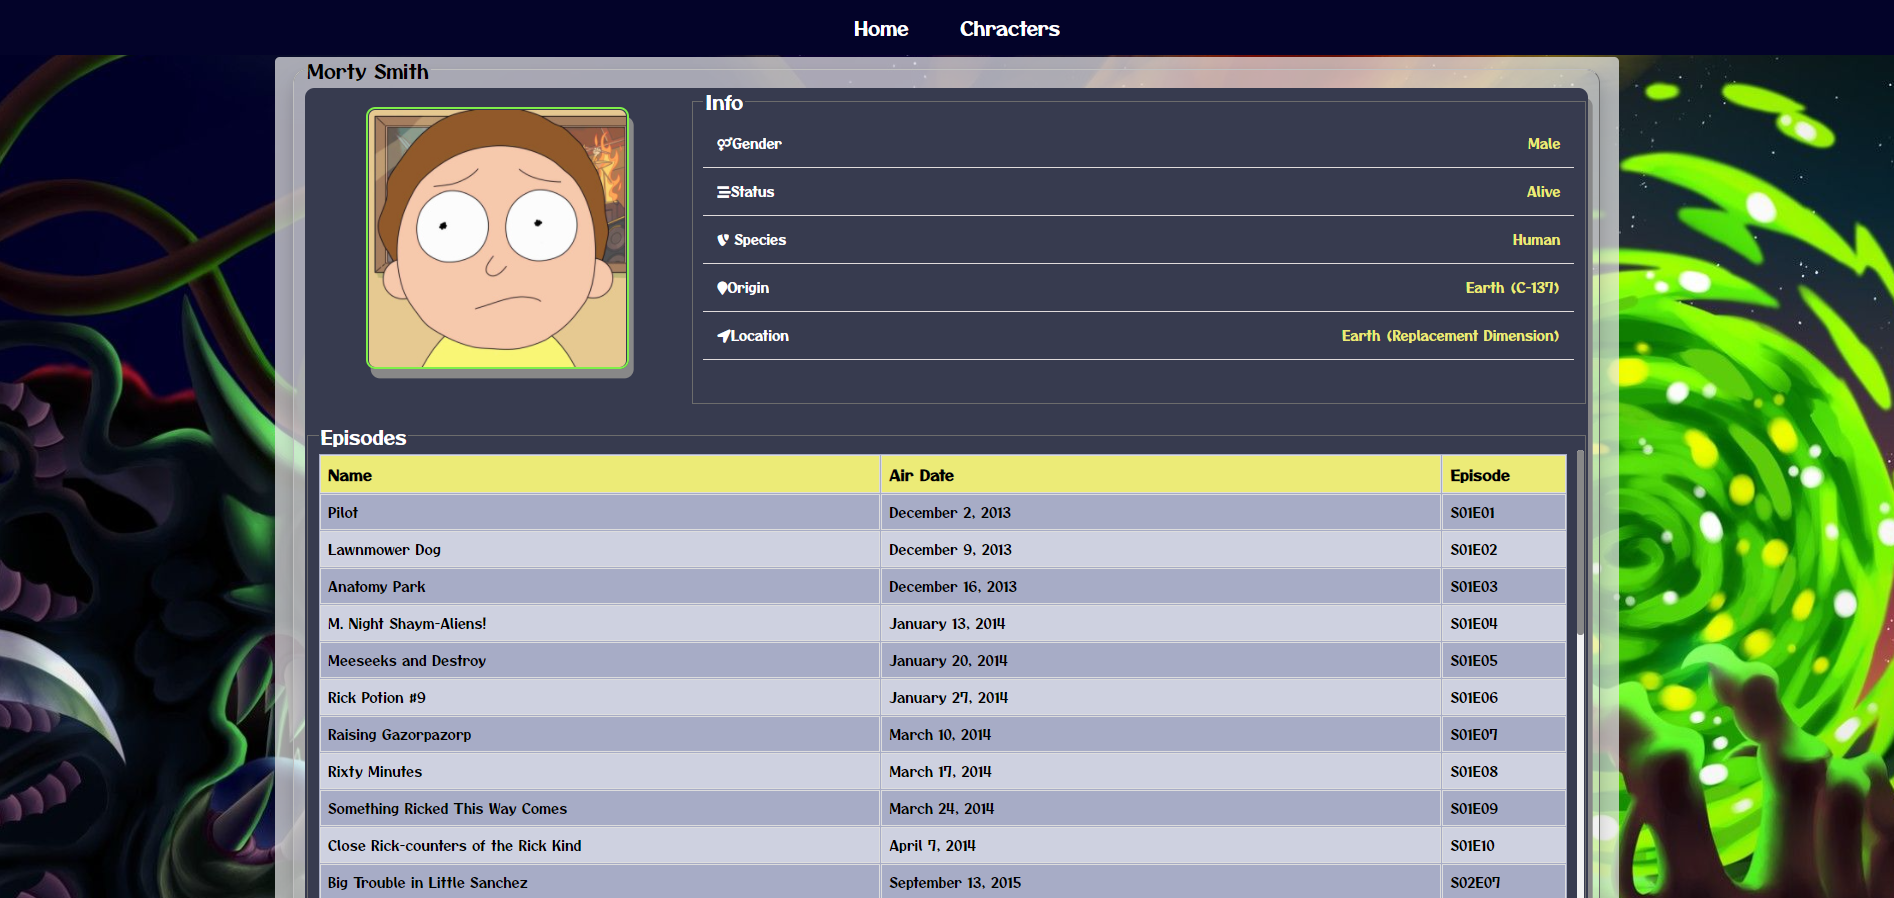 Home Chracters
Morty Smith
Info
Gender Male
Status Alive
Species Human
Origin Earth (C-137)
Location Earth (Replacement Dimension)
Episodes
Name Air Date Episode
Pilot December 2, 2013 S01E01
Lawnmower Dog December 9, 2013 S01E02
Anatomy Park December 16, 2013 S01E03
M. Night Shaym-Aliens! January 13, 2014 S01E04
Meeseeks and Destroy January 20, 2014 S01E05
Rick Potion #9 January 27, 2014 S01E06
Raising Gazorpazorp March 10, 2014 S01E07
Rixty Minutes March 17, 2014 S01E08
Something Ricked This Way Comes March 24, 2014 S01E09
Close Rick-counters of the Rick Kind April 7, 2014 S01E10
Big Trouble in Little Sanchez September 13, 2015 S02E07